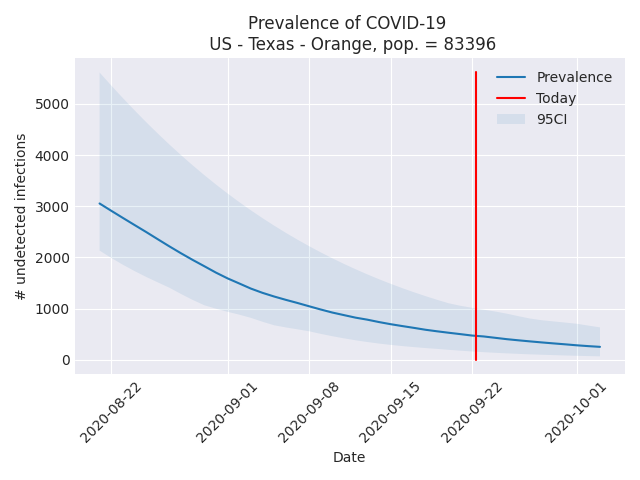 Prevalence of COVID-19
US - Texas - Orange, pop. = 83396
Prevalence
Today
95CI
# undetected infections
5000
4000
3000
2000
1000
0
2020-08-22
2020-09-01
2020-09-08
2020-09-15
2020-09-22
2020-10-01
Date